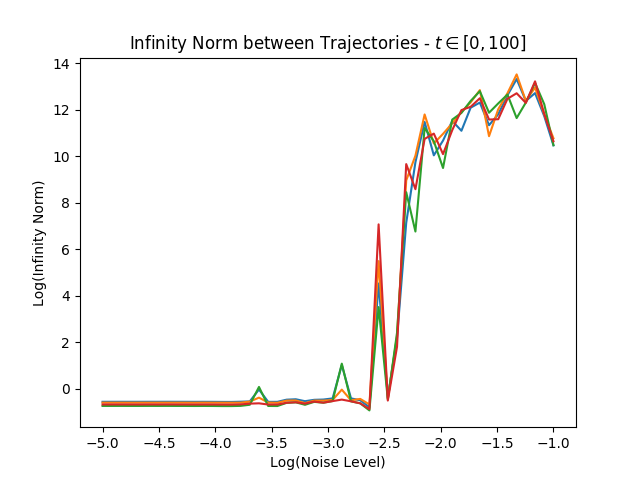 Infinity Norm between Trajectories - t ∈ [0, 100]
14
12
10
8
6
4
2
0
Log(Infinity Norm)
−5.0 −4.5 −4.0 −3.5 −3.0 −2.5 −2.0 −1.5 −1.0
Log(Noise Level)